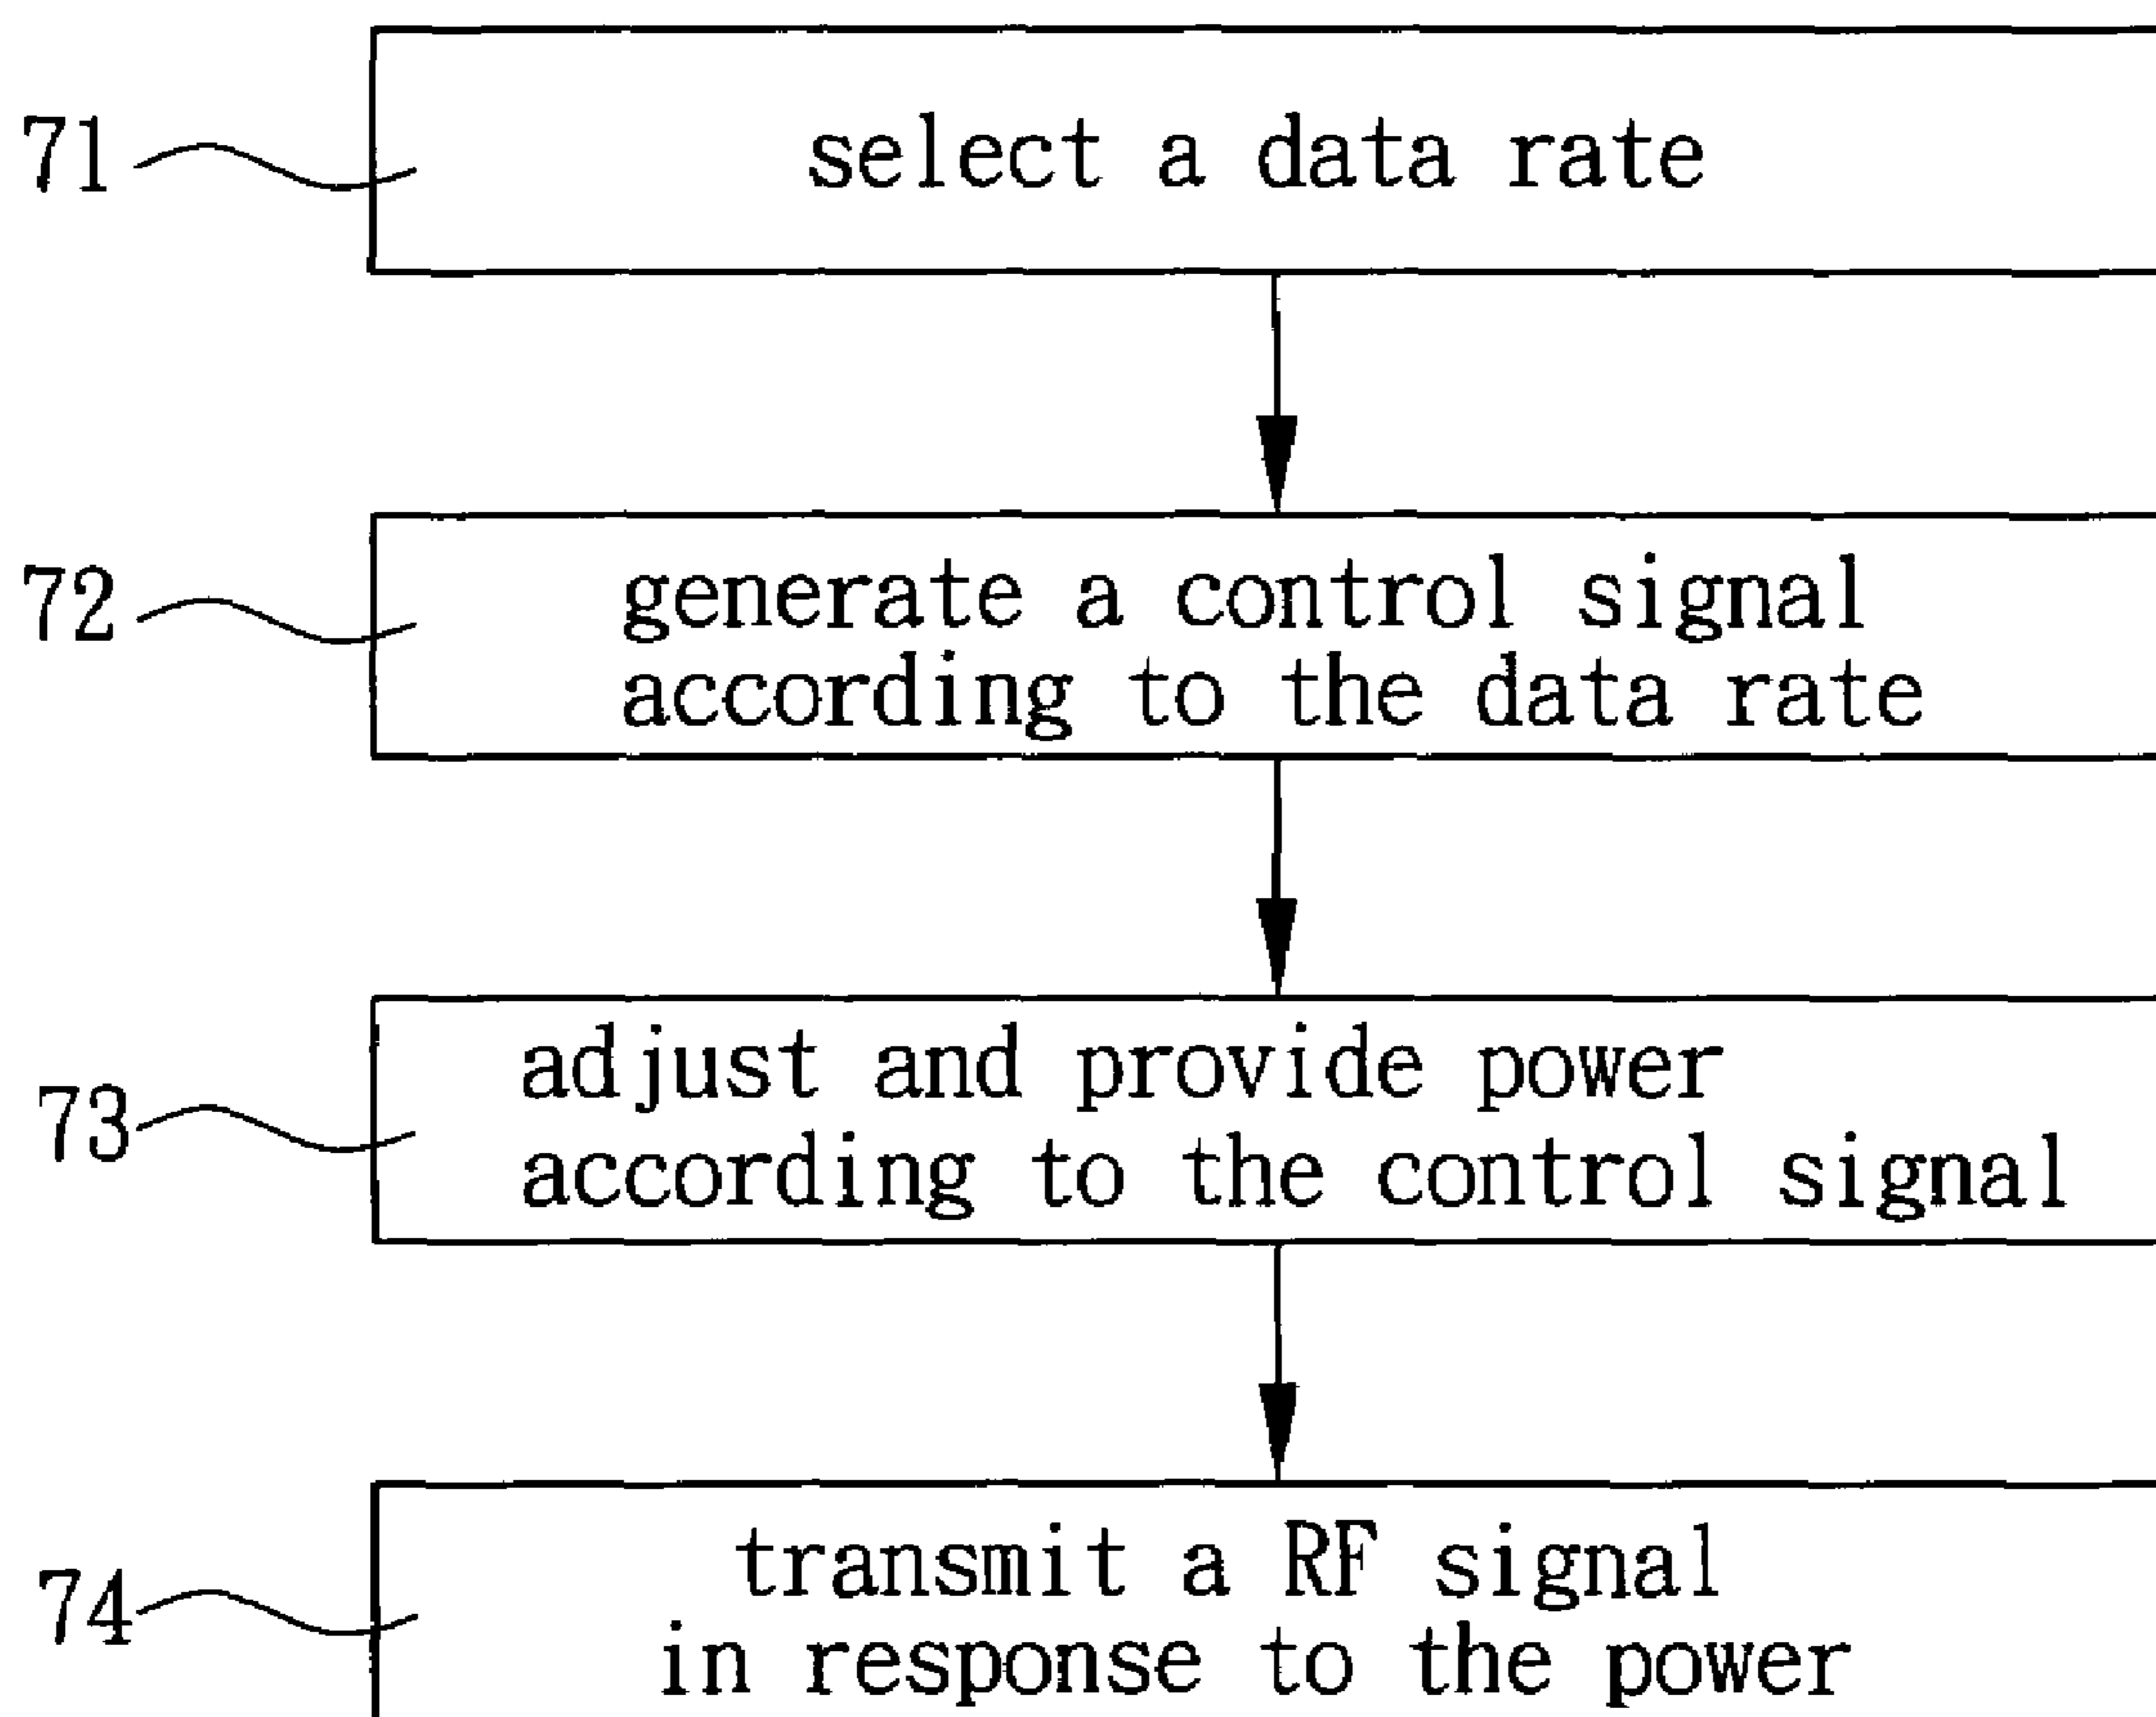 71
select a data rate
72
generate a control signal
according to the data rate
73
adjust and provide power
according to the control signal
74
transmit a RF signal
in response to the power